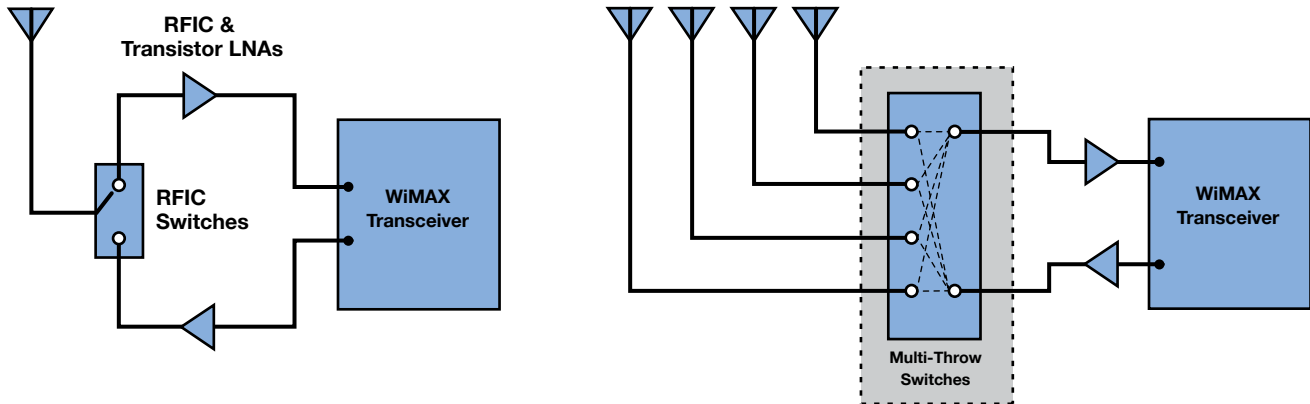 RFIC &
Transistor LNAs
RFIC
Switches
WiMAX
Transceiver
WiMAX
Transceiver
Multi-Throw
Switches